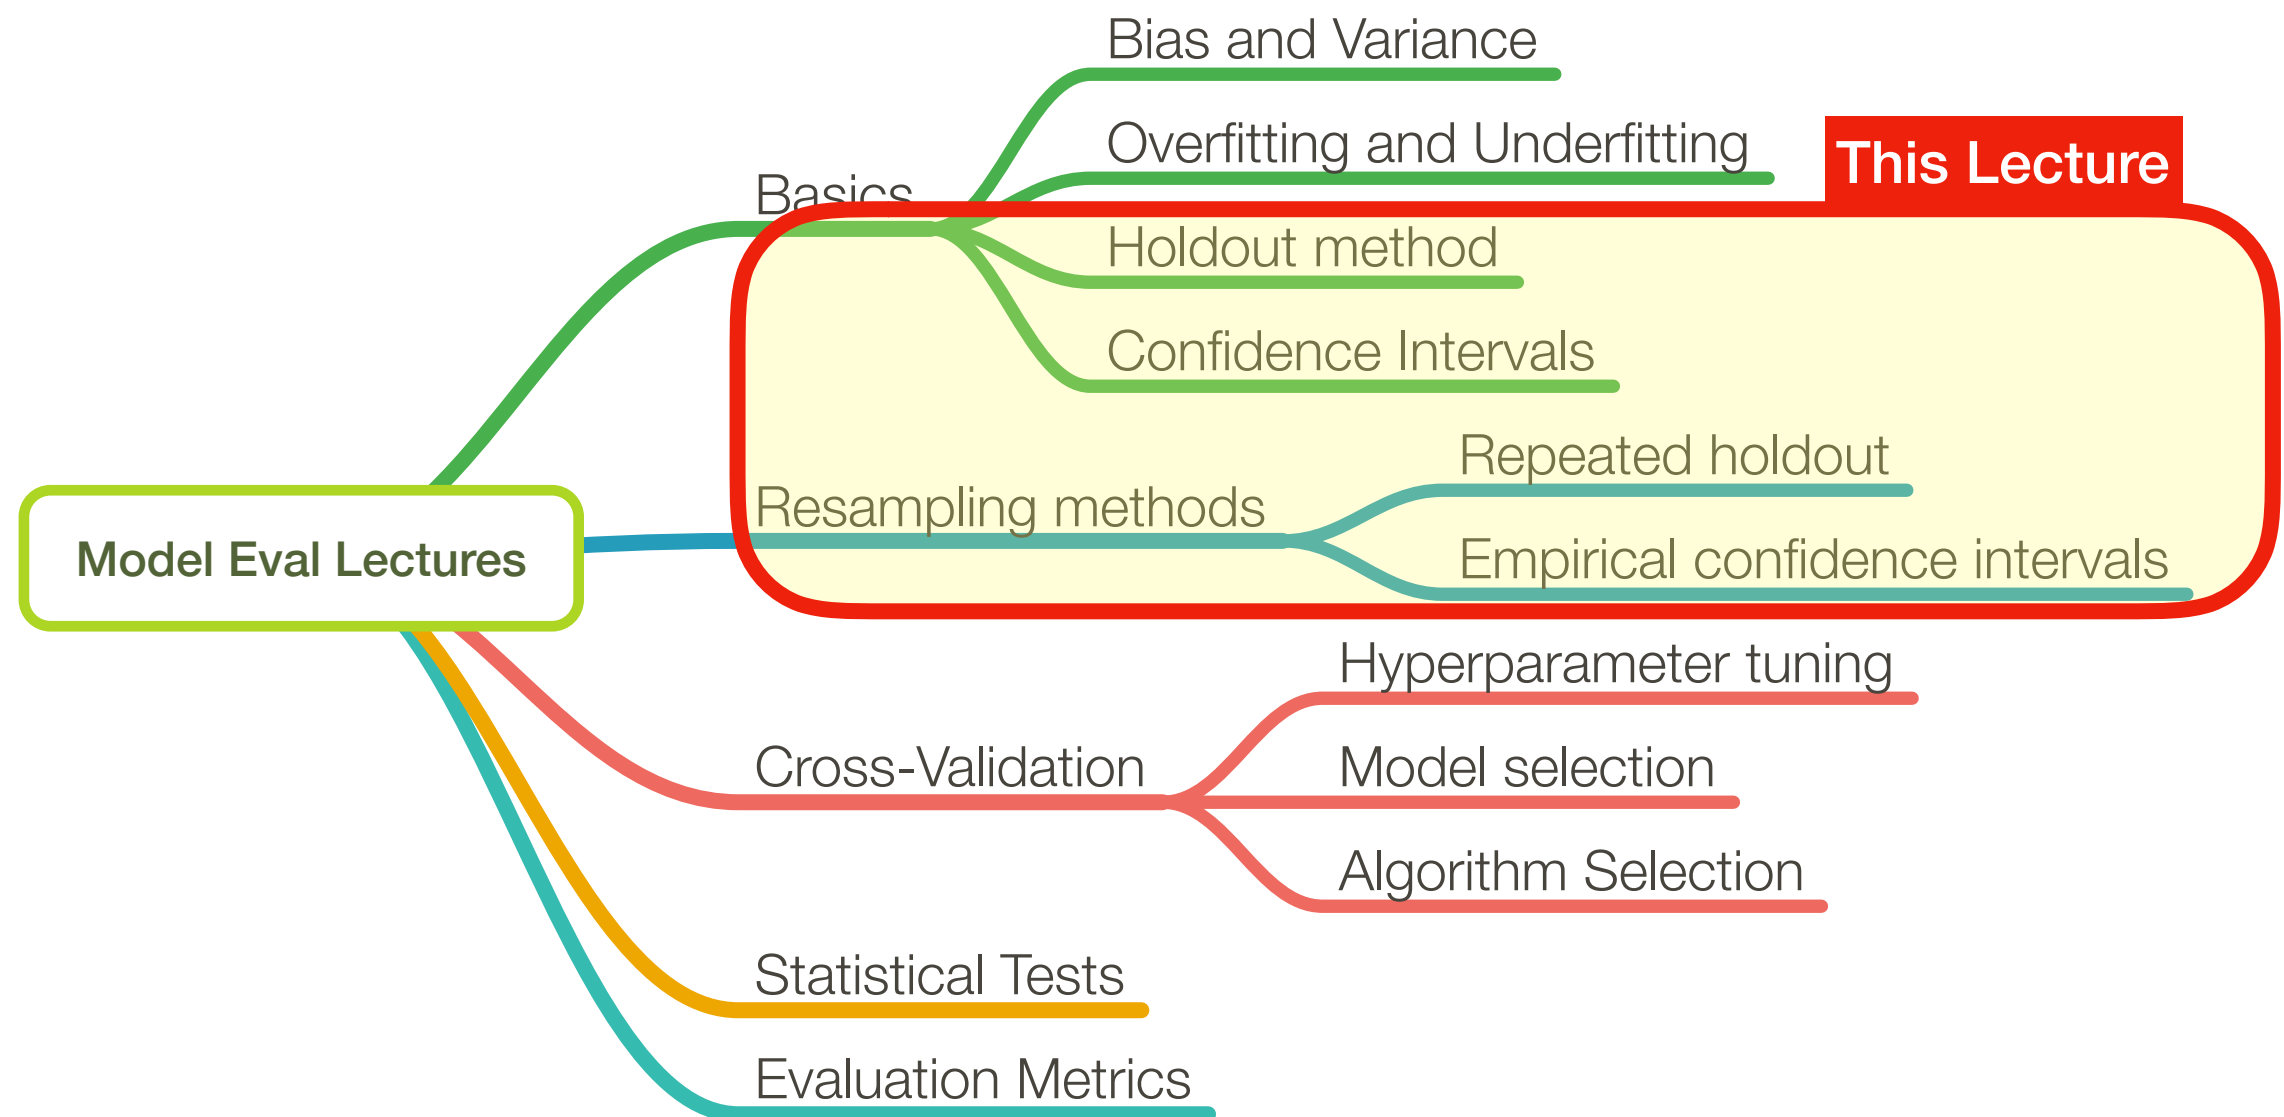 Bias and Variance
Overfitting and Underfitting
This Lecture
Basics
Holdout method
Confidence Intervals
Repeated holdout
Resampling methods
Empirical confidence intervals
Model Eval Lectures
Hyperparameter tuning
Cross-Validation
Model selection
Algorithm Selection
Statistical Tests
Evaluation Metrics